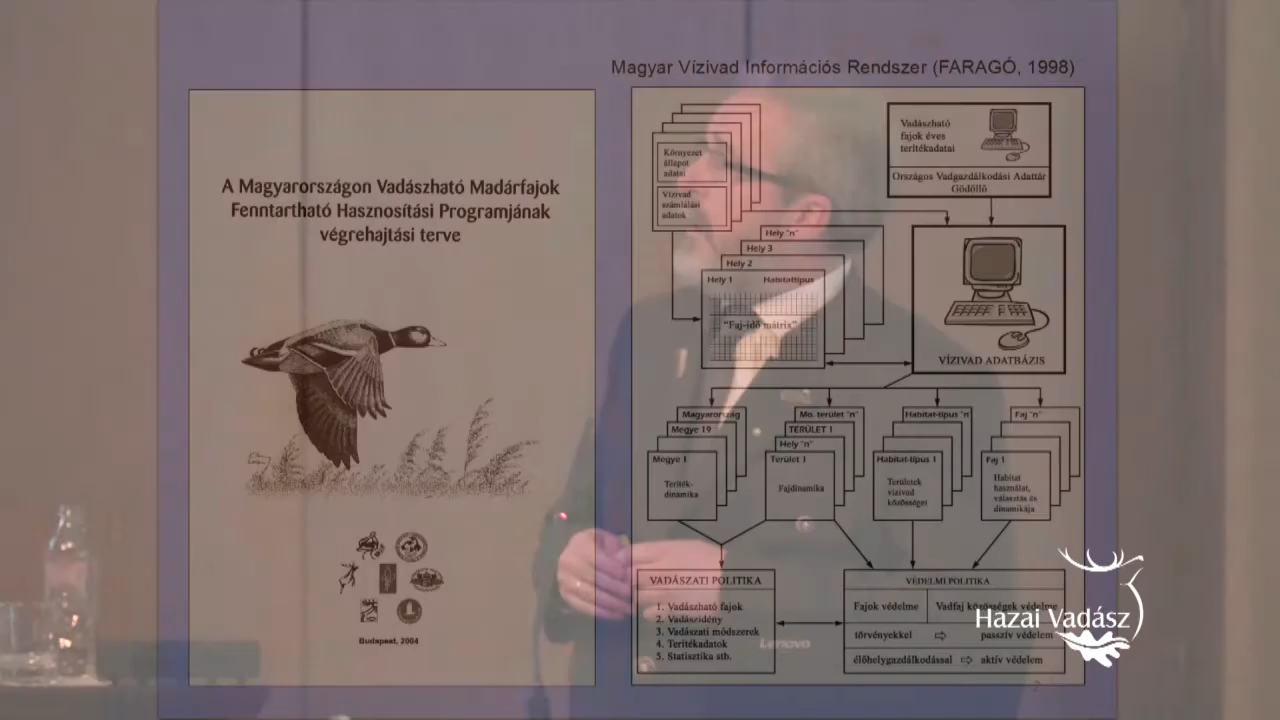 Magyar Vízivad Információs Rendszer (FARAGÓ, 1998)
A Magyarországon Vadászható Madárfajok
Fenntartható Hasznosítási Programjának
végrehajtási terve
Budapest, 2004
Környezet
állapot
adatai
Vízivad
számlálási
adatok
Vadászható
fajok éves
terítékadatai
Országos Vadgazdálkodási Adattár
Gödöllő
Hely "n"
Hely 3
Hely 2
Hely 1 Habitattípus
"Faj-idő mátrix"
VÍZIVAD ADATBÁZIS
Magyarország
Megye 19
Megye 1
Teríték-
dinamika
Mo. terület "n"
TERÜLET 1
Hely "n"
Terület 1
Fajdinamika
Habitat-típus "n"
Habitat-típus 1
Területek
vízivad
közösségei
Faj "n"
Faj 1
Habitat
használat,
választás és
dinamikája
VADÁSZATI POLITIKA
1. Vadászható fajok
2. Vadászidény
3. Vadászati módszerek
4. Terítékadatok
5. Statisztika stb.
VÉDELMI POLITIKA
Fajok védelme Vadfaj közösségek védelme
törvényekkel ⇨ passzív védelem
élőhelygazdálkodással ⇨ aktív védelem
Lenovo
Hazai Vadász
2